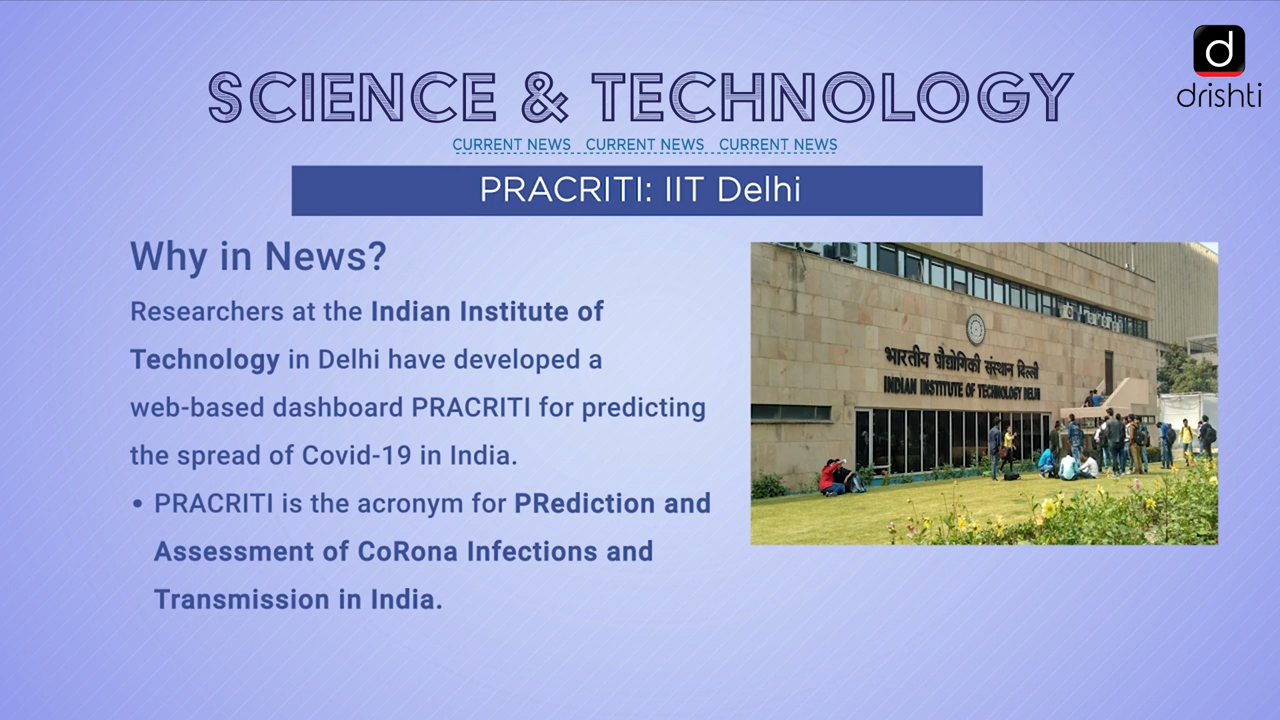 SCIENCE & TECHNOLOGY
d
drishti
CURRENT NEWS CURRENT NEWS CURRENT NEWS
PRACRITI: IIT Delhi
Why in News?
Researchers at the Indian Institute of
Technology in Delhi have developed a
web-based dashboard PRACRITI for predicting
the spread of Covid-19 in India.
• PRACRITI is the acronym for PRediction and
Assessment of CoRona Infections and
Transmission in India.
भारतीय प्रौद्योगिकी संस्थान दिल्ली
INDIAN INSTITUTE OF TECHNOLOGY DELHI